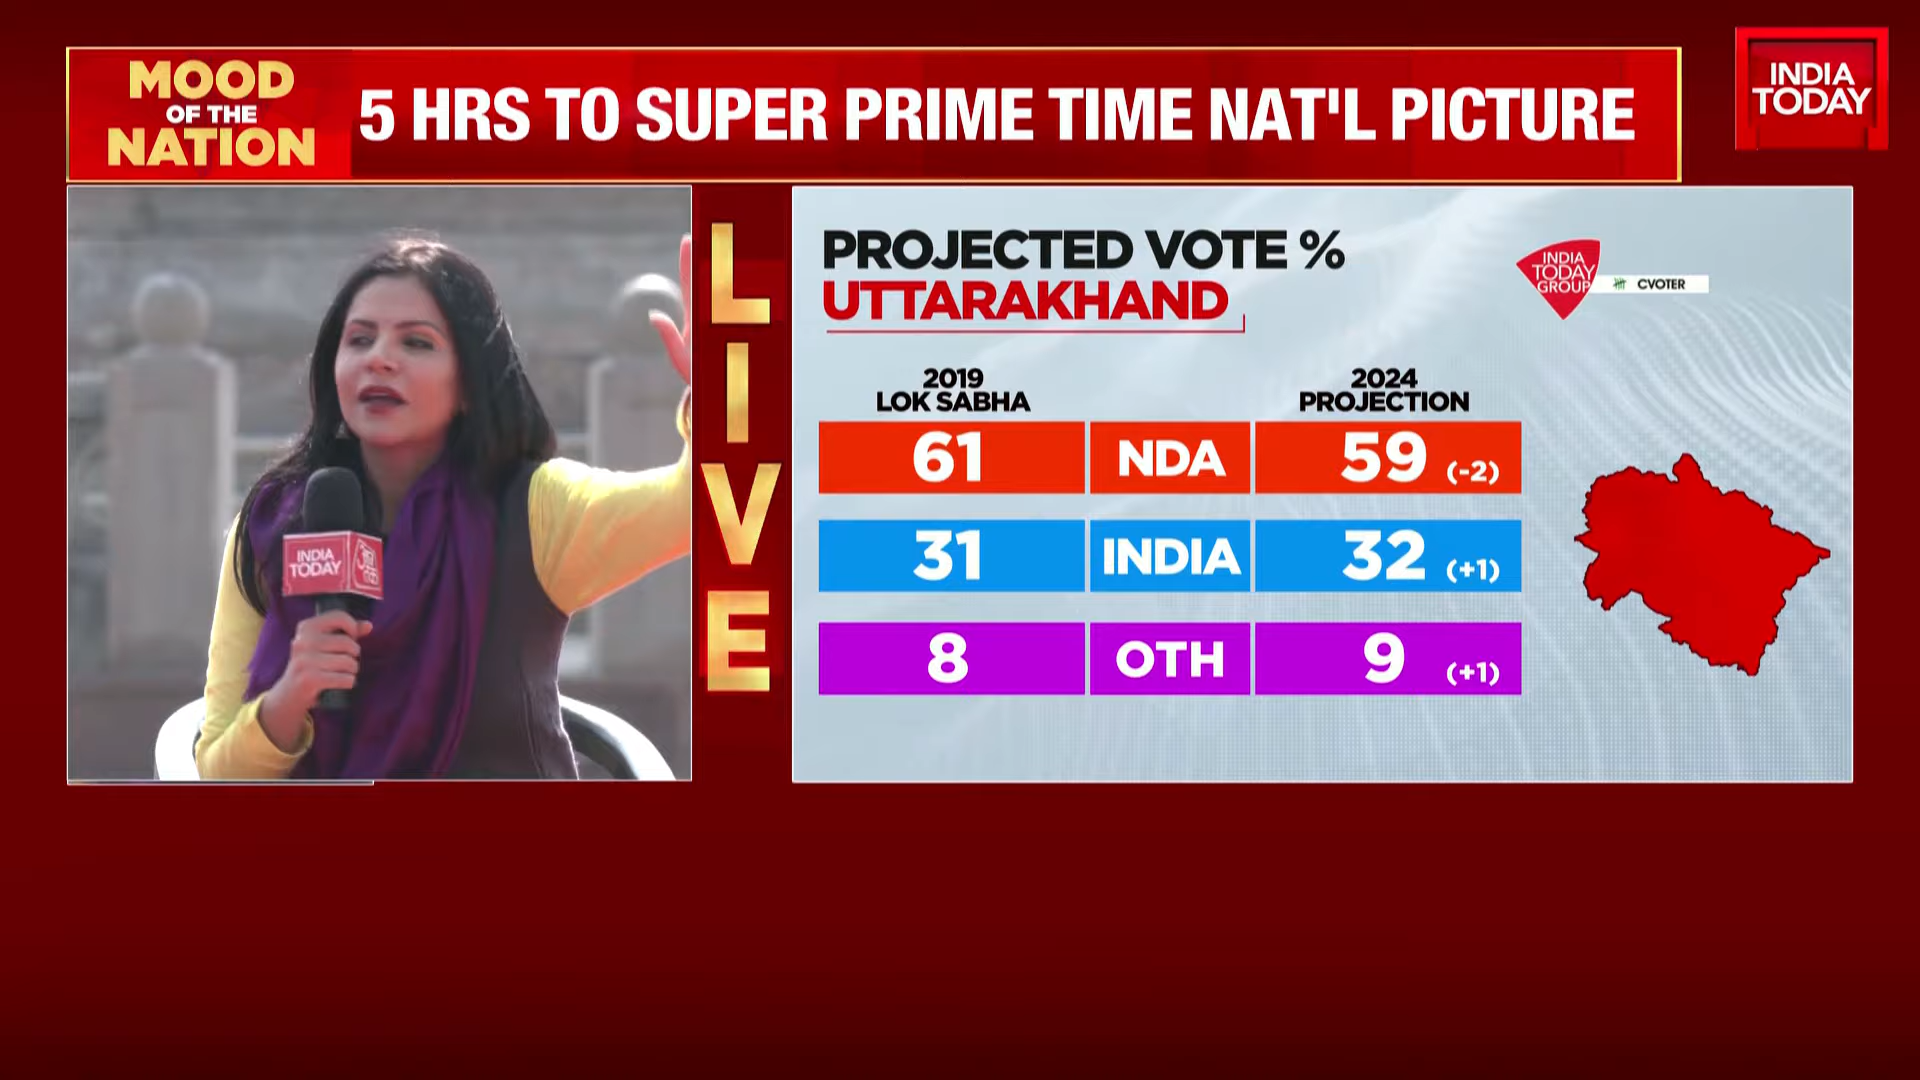 MOOD
OF THE
NATION
5 HRS TO SUPER PRIME TIME NAT'L PICTURE
INDIA
TODAY
LIVE
INDIA
TODAY
PROJECTED VOTE %
UTTARAKHAND
INDIA
TODAY
GROUP
CVOTER
2019
LOK SABHA
2024
PROJECTION
61 NDA 59 (-2)
31 INDIA 32 (+1)
8 OTH 9 (+1)